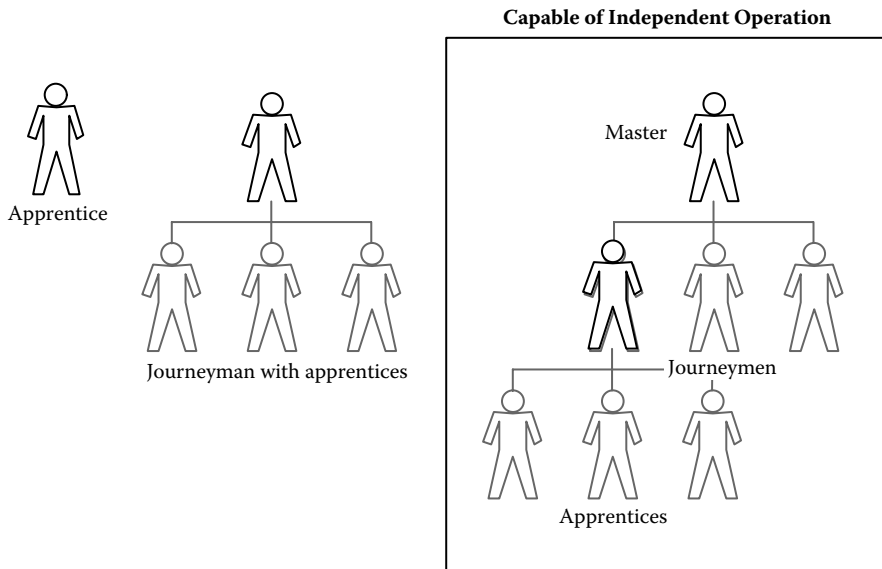 Capable of Independent Operation
Master
Apprentice
Journeyman with apprentices
Journeymen
Apprentices